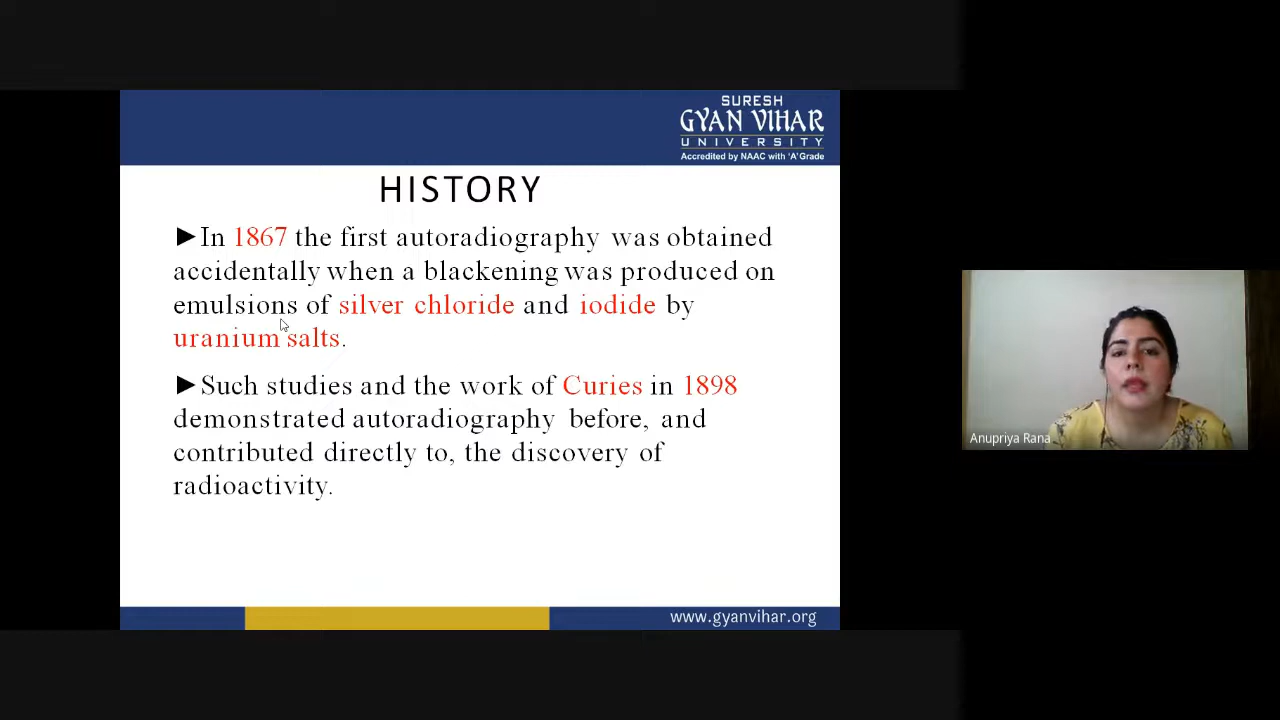 SURESH
GYAN VIHAR
UNIVERSITY
Accredited by NAAC with 'A' Grade
HISTORY
►In 1867 the first autoradiography was obtained
accidentally when a blackening was produced on
emulsions of silver chloride and iodide by
uranium salts.
►Such studies and the work of Curies in 1898
demonstrated autoradiography before, and
contributed directly to, the discovery of
radioactivity.
www.gyanvihar.org
Anupriya Rana